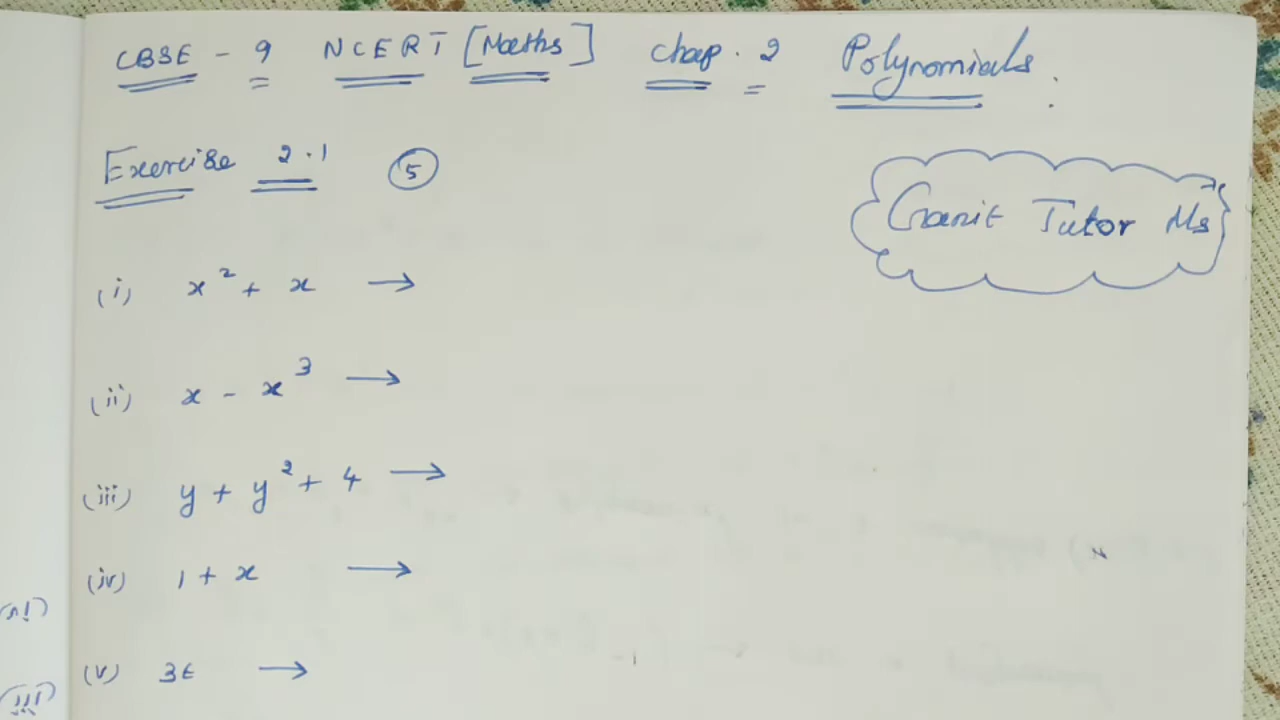 CBSE - 9 NCERT [Maths] Chap. 2 Polynomials.
Exercise 2.1 (5)
Ganit Tutor Ms
(i) x² + x →
(ii) x - x³ →
(iii) y + y² + 4 →
(iv) 1 + x →
(v) 3t →